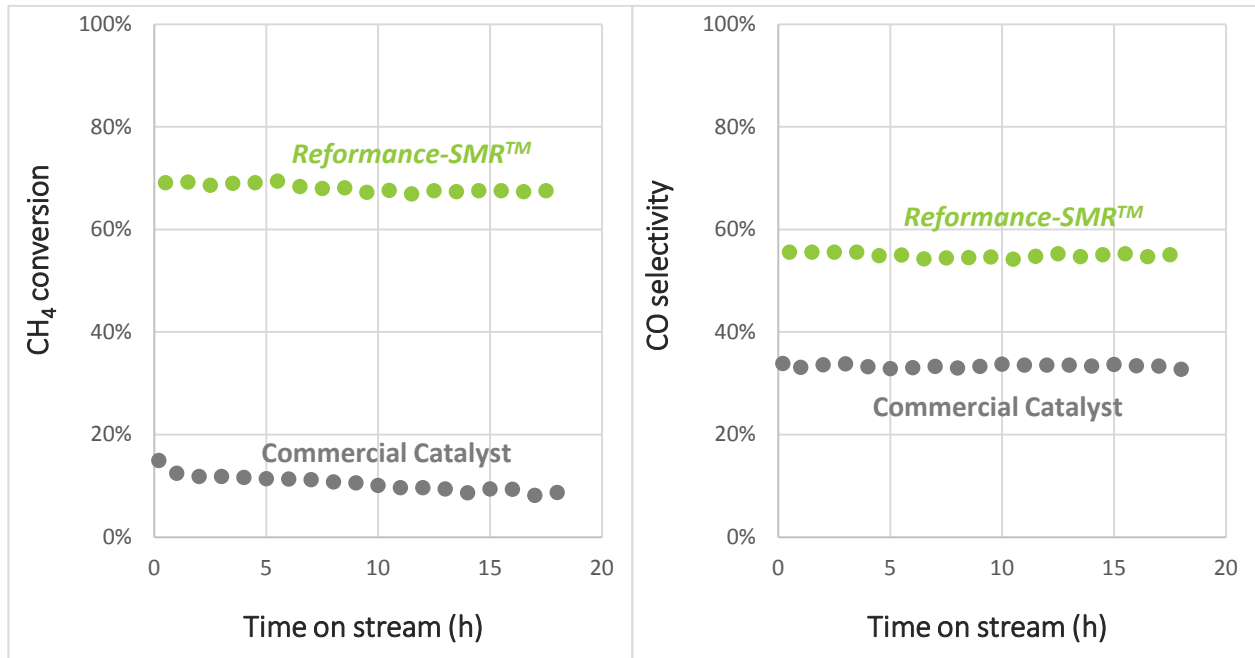 100%
80%
60%
40%
20%
0%
CH₄ conversion
Reformance-SMR™
Commercial Catalyst
0 5 10 15 20
Time on stream (h)
100%
80%
60%
40%
20%
0%
CO selectivity
Reformance-SMR™
Commercial Catalyst
0 5 10 15 20
Time on stream (h)